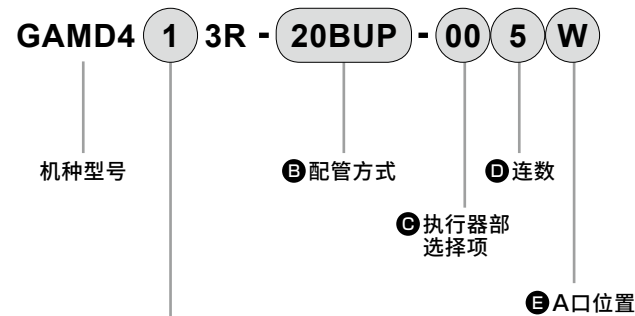 GAMD4 1 3R - 20BUP - 00 5 W
机种型号
B配管方式
D连数
C执行器部
选择项
EA口位置